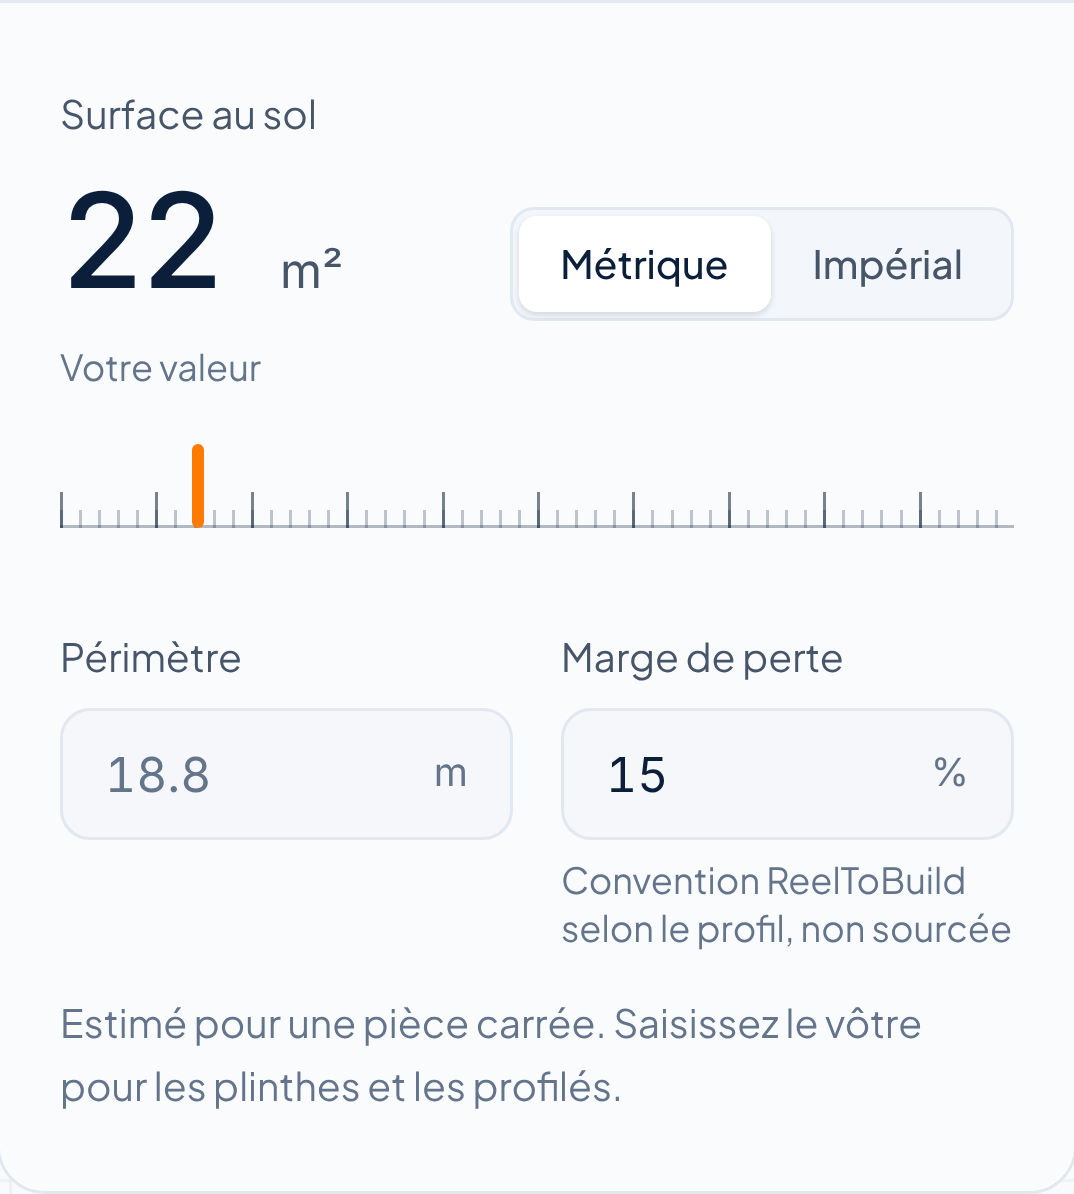 Surface au sol
22 m²
Métrique Impérial
Votre valeur
Périmètre
18.8 m
Marge de perte
15 %
Convention ReelToBuild
selon le profil, non sourcée
Estimé pour une pièce carrée. Saisissez le vôtre
pour les plinthes et les profilés.